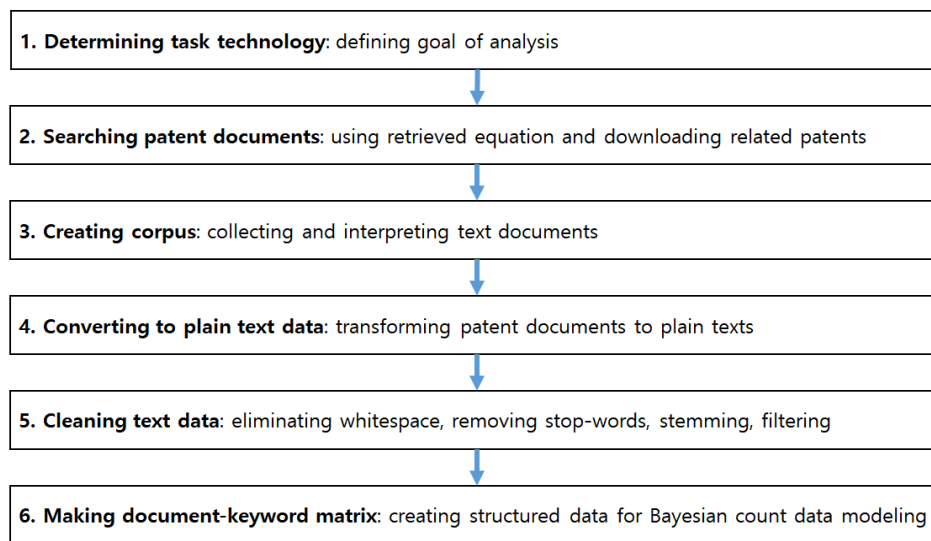 1. Determining task technology: defining goal of analysis
2. Searching patent documents: using retrieved equation and downloading related patents
3. Creating corpus: collecting and interpreting text documents
4. Converting to plain text data: transforming patent documents to plain texts
5. Cleaning text data: eliminating whitespace, removing stop-words, stemming, filtering
6. Making document-keyword matrix: creating structured data for Bayesian count data modeling